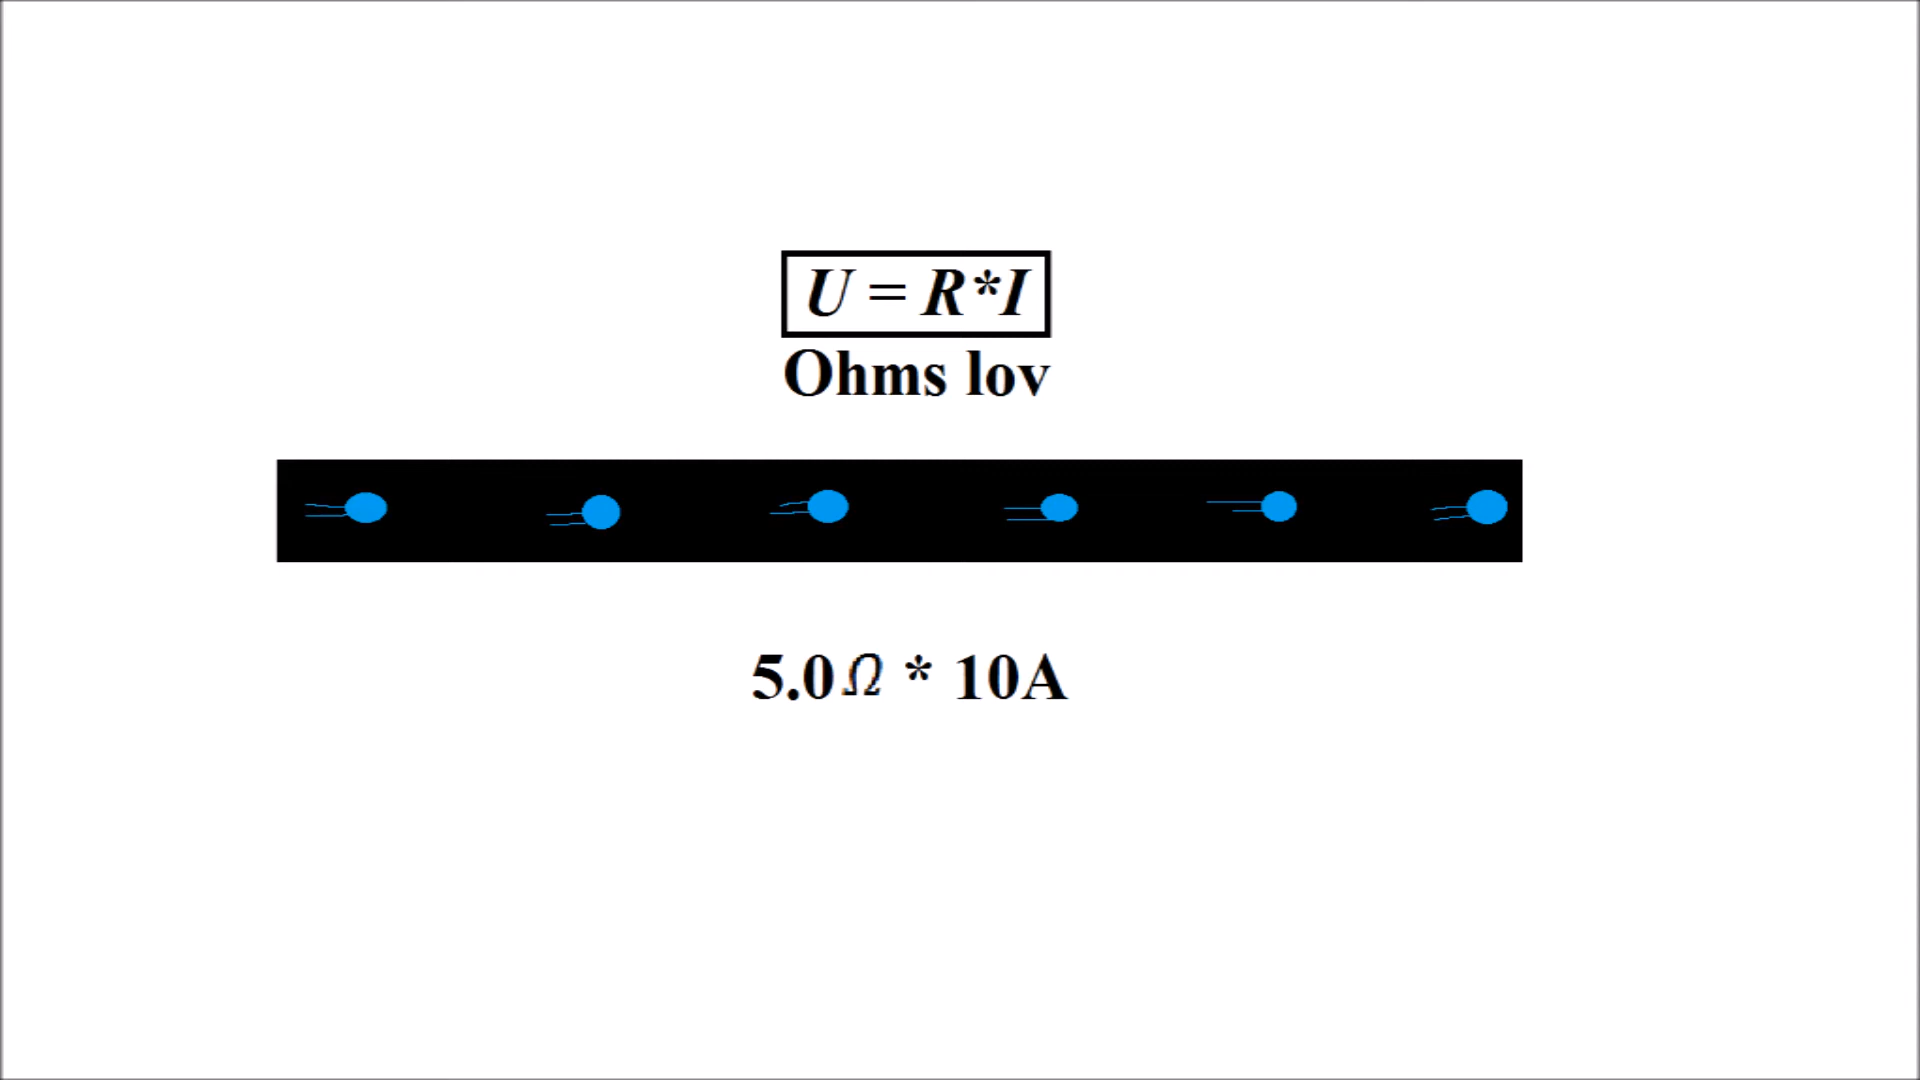 U = R*I
Ohms lov
5.0Ω * 10A